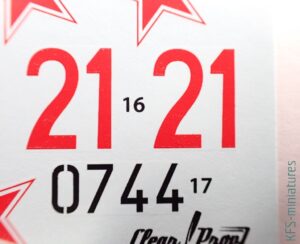 21 16 21
0744 17
Clear Prop!
KFS-miniatures